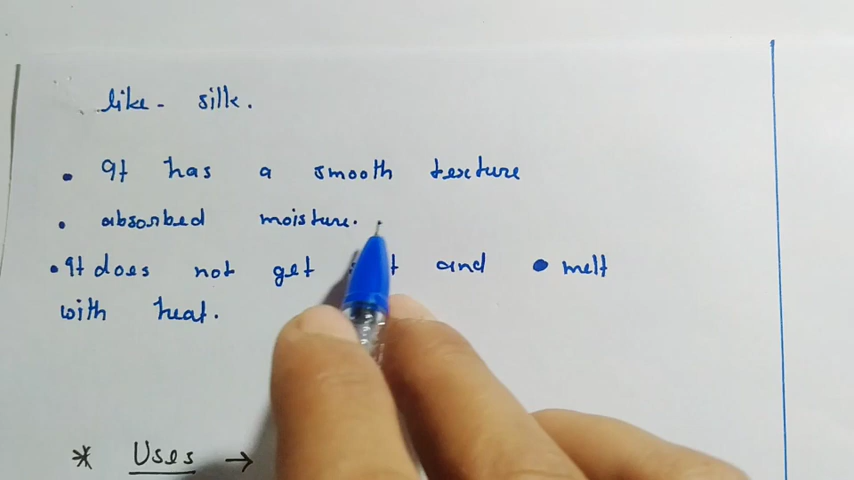 like - silk.
• It has a smooth texture
• absorbed moisture.
• It does not get and • melt
with heat.
* Uses →